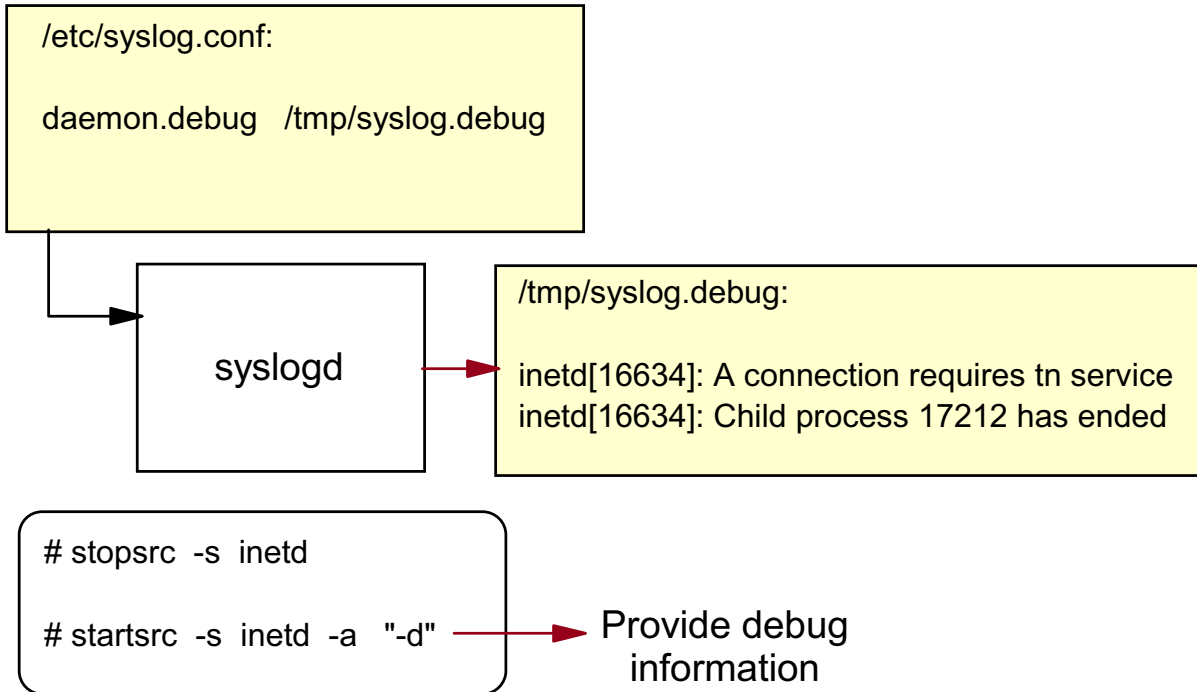 /etc/syslog.conf:
daemon.debug /tmp/syslog.debug
syslogd
/tmp/syslog.debug:
inetd[16634]: A connection requires tn service
inetd[16634]: Child process 17212 has ended
# stopsrc -s inetd
# startsrc -s inetd -a "-d"
Provide debug
information